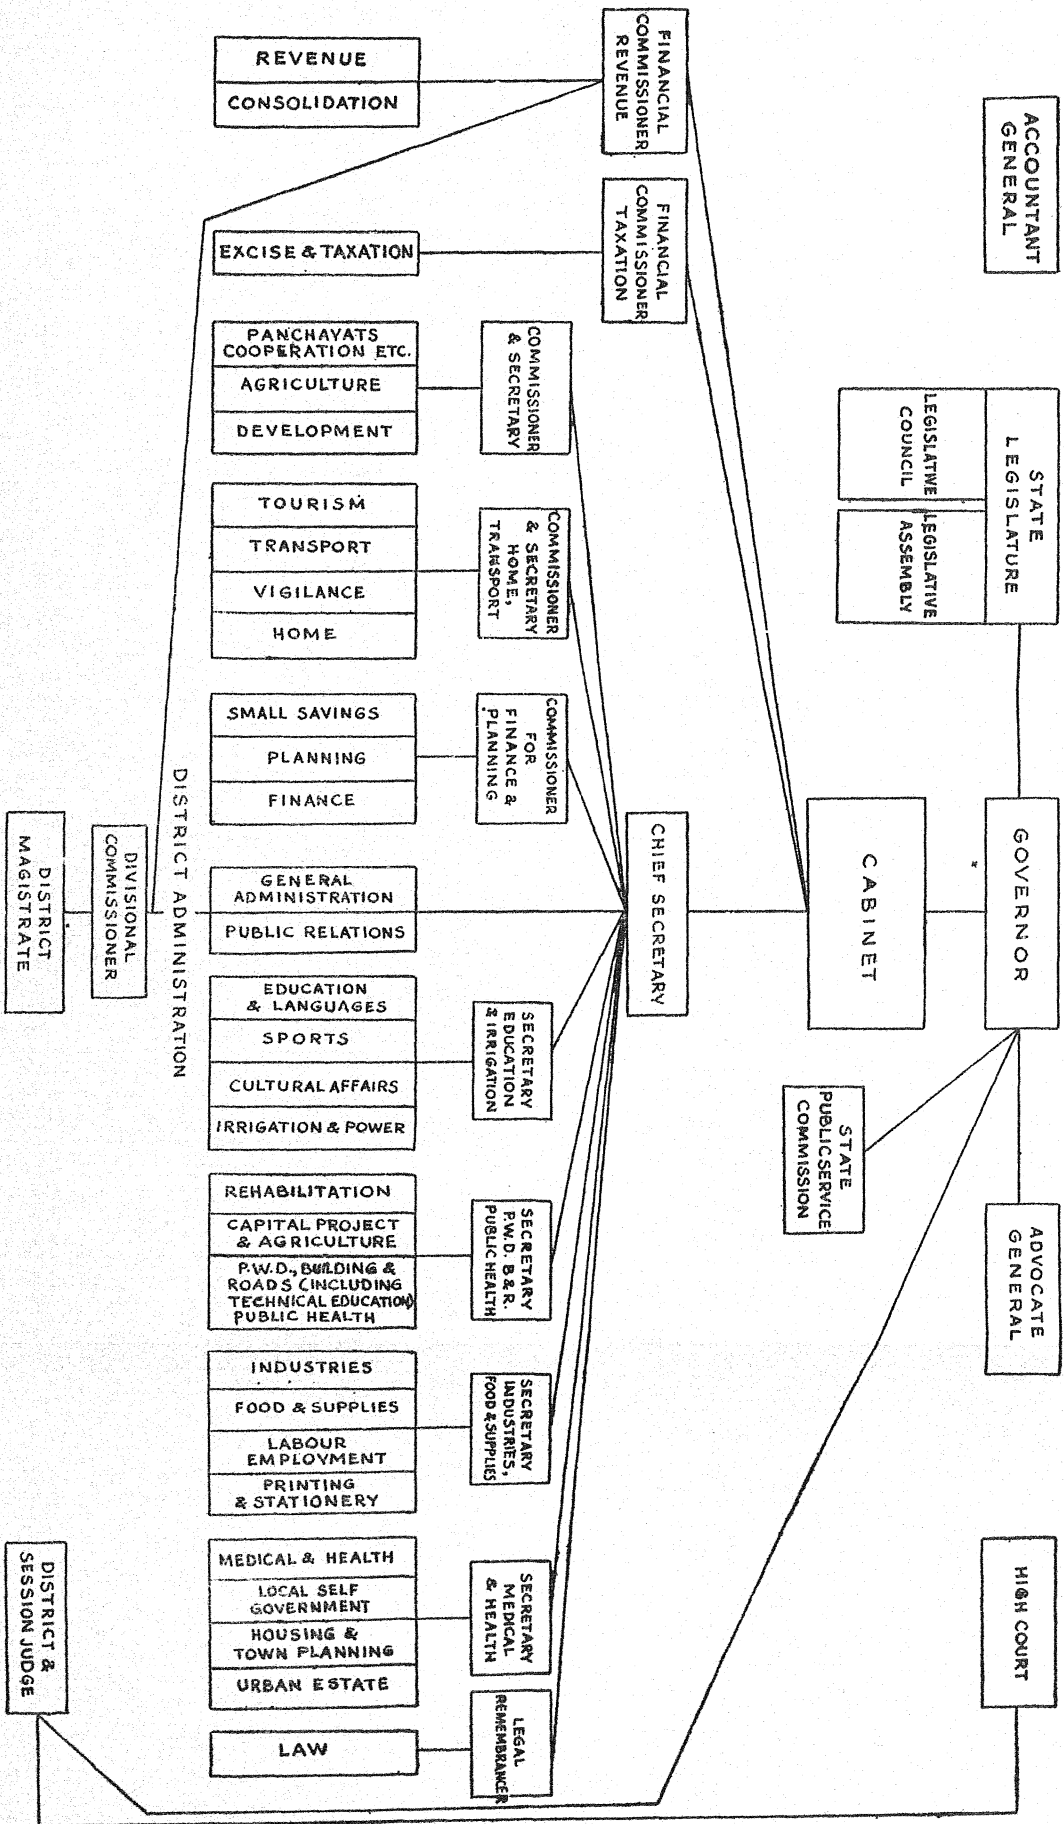 ACCOUNTANT
GENERAL
STATE
LEGISLATURE
LEGISLATIVE
COUNCIL
LEGISLATIVE
ASSEMBLY
GOVERNOR
ADVOCATE
GENERAL
HIGH COURT
CABINET
STATE
PUBLIC SERVICE
COMMISSION
FINANCIAL
COMMISSIONER
REVENUE
FINANCIAL
COMMISSIONER
TAXATION
CHIEF SECRETARY
COMMISSIONER
& SECRETARY
COMMISSIONER
& SECRETARY
HOME,
TRANSPORT
COMMISSIONER
FOR
FINANCE &
PLANNING
SECRETARY
EDUCATION
& IRRIGATION
SECRETARY
P.W.D. B&R.
PUBLIC HEALTH
SECRETARY
INDUSTRIES,
FOOD & SUPPLIES
SECRETARY
MEDICAL
& HEALTH
LEGAL
REMEMBRANCER
REVENUE
CONSOLIDATION
EXCISE & TAXATION
PANCHAYATS
COOPERATION ETC.
AGRICULTURE
DEVELOPMENT
TOURISM
TRANSPORT
VIGILANCE
HOME
SMALL SAVINGS
PLANNING
FINANCE
GENERAL
ADMINISTRATION
PUBLIC RELATIONS
EDUCATION
& LANGUAGES
SPORTS
CULTURAL AFFAIRS
IRRIGATION & POWER
REHABILITATION
CAPITAL PROJECT
& AGRICULTURE
P.W.D., BUILDING &
ROADS (INCLUDING
TECHNICAL EDUCATION)
PUBLIC HEALTH
INDUSTRIES
FOOD & SUPPLIES
LABOUR
EMPLOYMENT
PRINTING
& STATIONERY
MEDICAL & HEALTH
LOCAL SELF
GOVERNMENT
HOUSING &
TOWN PLANNING
URBAN ESTATE
LAW
DISTRICT ADMINISTRATION
DIVISIONAL
COMMISSIONER
DISTRICT
MAGISTRATE
DISTRICT &
SESSION JUDGE